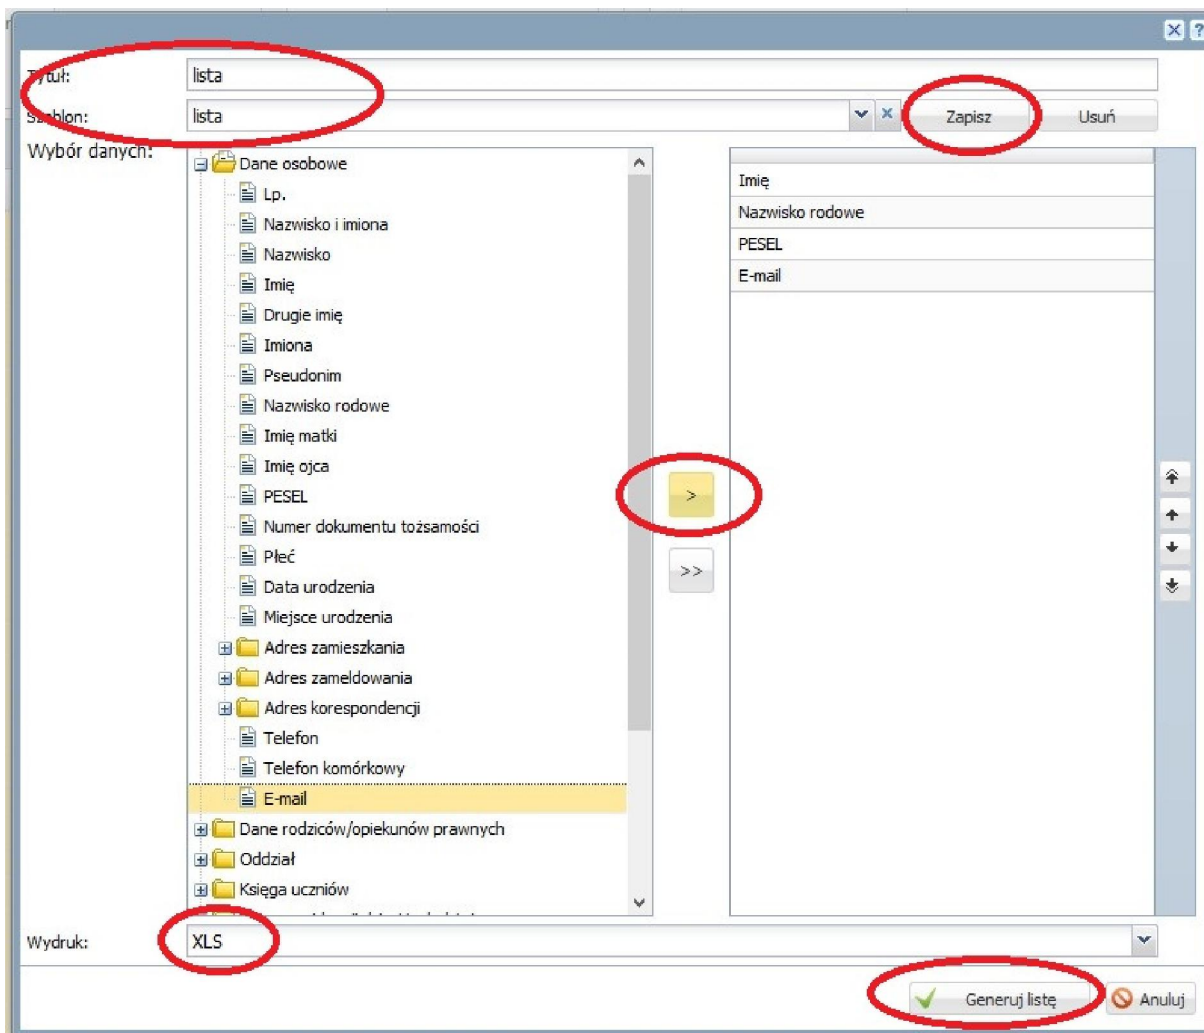 Tytuł: lista
Szablon: lista Zapisz Usuń
Wybór danych:
Dane osobowe
Lp.
Nazwisko i imiona
Nazwisko
Imię
Drugie imię
Imiona
Pseudonim
Nazwisko rodowe
Imię matki
Imię ojca
PESEL
Numer dokumentu tożsamości
Płeć
Data urodzenia
Miejsce urodzenia
Adres zamieszkania
Adres zameldowania
Adres korespondencji
Telefon
Telefon komórkowy
E-mail
Dane rodziców/opiekunów prawnych
Oddział
Księga uczniów
>
>>
Imię
Nazwisko rodowe
PESEL
E-mail
Wydruk: XLS
Generuj listę Anuluj